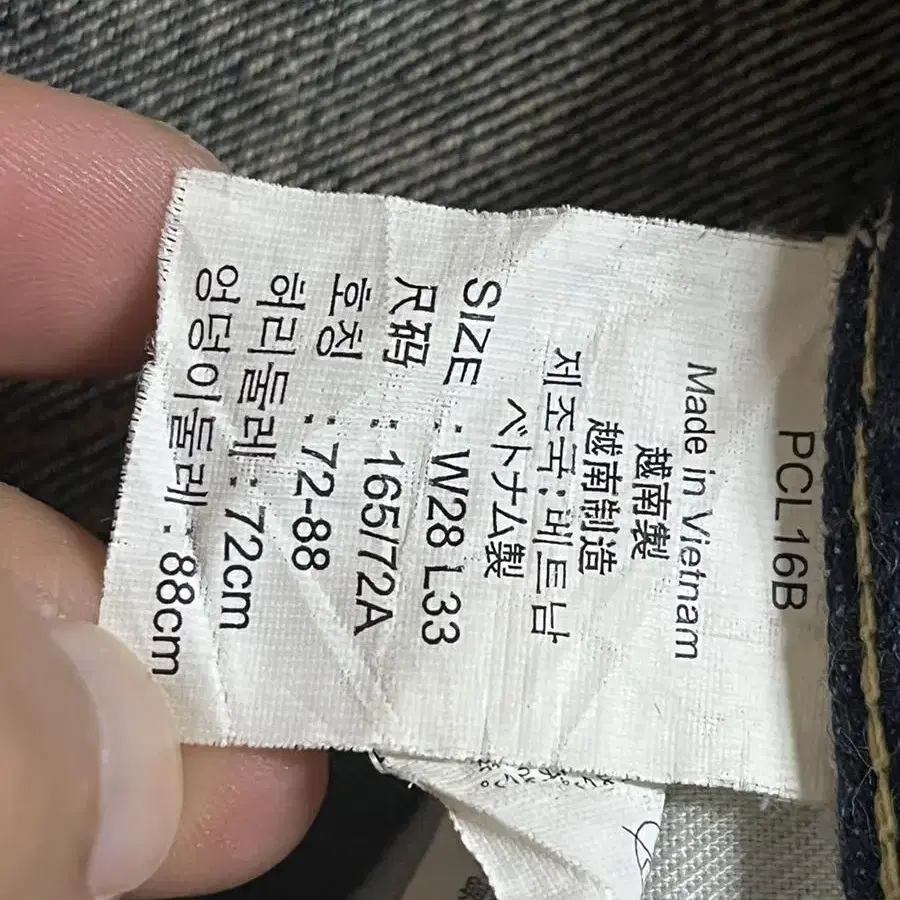 PCL 16B
Made in Vietnam
越南製
越南制造
제조국: 베트남
ベトナム製
SIZE : W28 L33
尺码 : 165/72A
호칭 : 72-88
허리둘레 : 72cm
엉덩이둘레 : 88cm